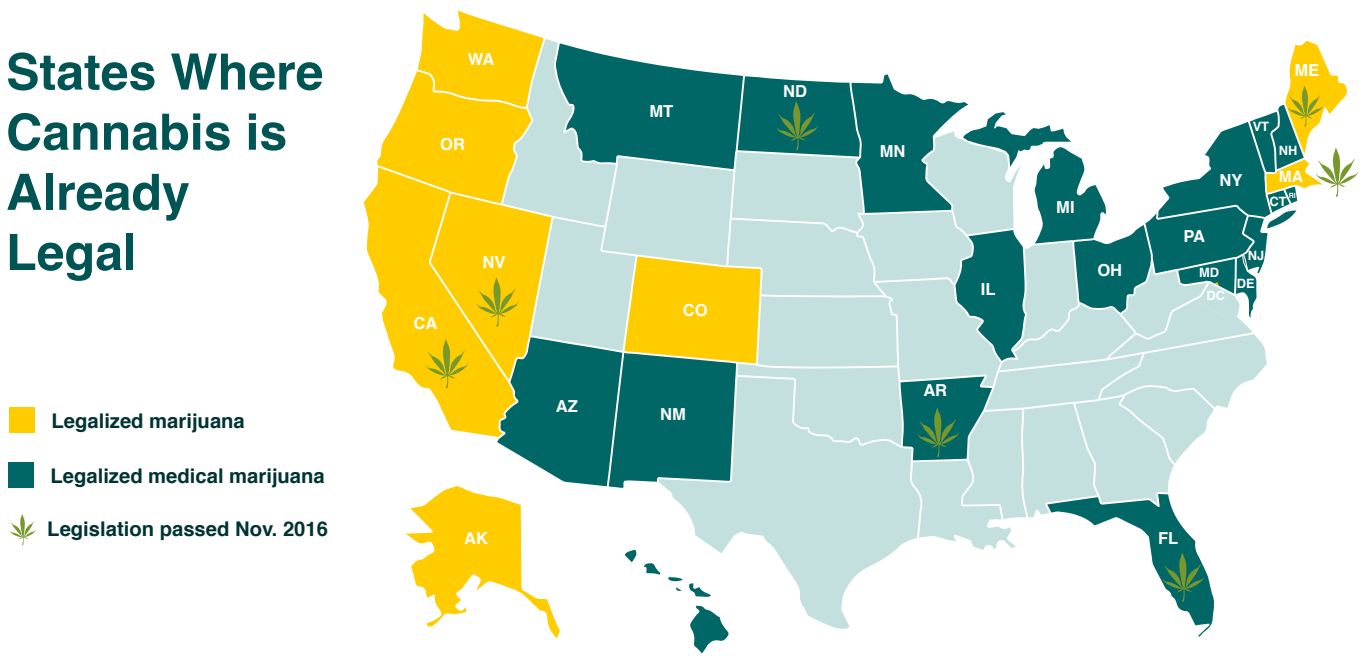 States Where
Cannabis is
Already
Legal
Legalized marijuana
Legalized medical marijuana
Legislation passed Nov. 2016
WA
OR
CA
NV
MT
ND
MN
CO
AZ
NM
AK
IL
MI
OH
AR
FL
PA
NY
VT
NH
ME
MA
CT
RI
NJ
MD
DE
DC